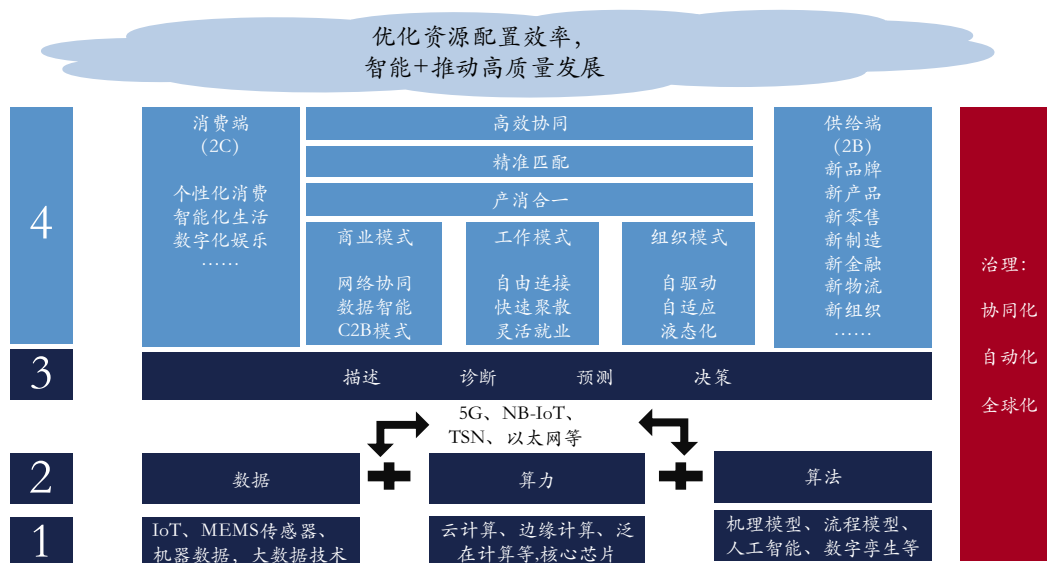 优化资源配置效率，
智能+推动高质量发展
4
消费端
(2C)
个性化消费
智能化生活
数字化娱乐
……
高效协同
精准匹配
产消合一
商业模式
网络协同
数据智能
C2B模式
工作模式
自由连接
快速聚散
灵活就业
组织模式
自驱动
自适应
液态化
供给端
(2B)
新品牌
新产品
新零售
新制造
新金融
新物流
新组织
……
治理：
协同化
自动化
全球化
3
描述 诊断 预测 决策
5G、NB-IoT、
TSN、以太网等
2
数据
算力
算法
1
IoT、MEMS传感器、
机器数据，大数据技术
云计算、边缘计算、泛
在计算等,核心芯片
机理模型、流程模型、
人工智能、数字孪生等